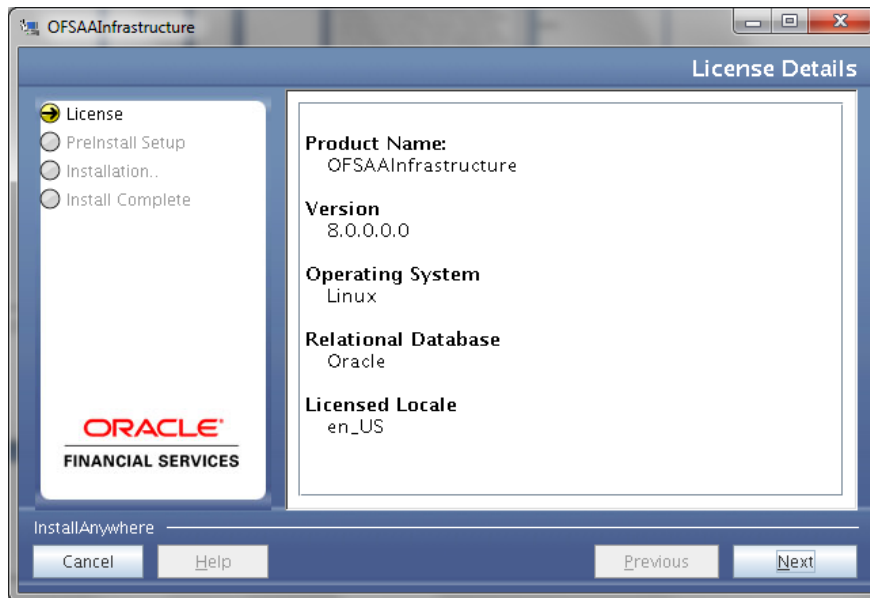 OFSAAInfrastructure
License Details
License
PreInstall Setup
Installation..
Install Complete
ORACLE
FINANCIAL SERVICES
Product Name:
OFSAAInfrastructure
Version
8.0.0.0.0
Operating System
Linux
Relational Database
Oracle
Licensed Locale
en_US
InstallAnywhere
Cancel
Help
Previous
Next